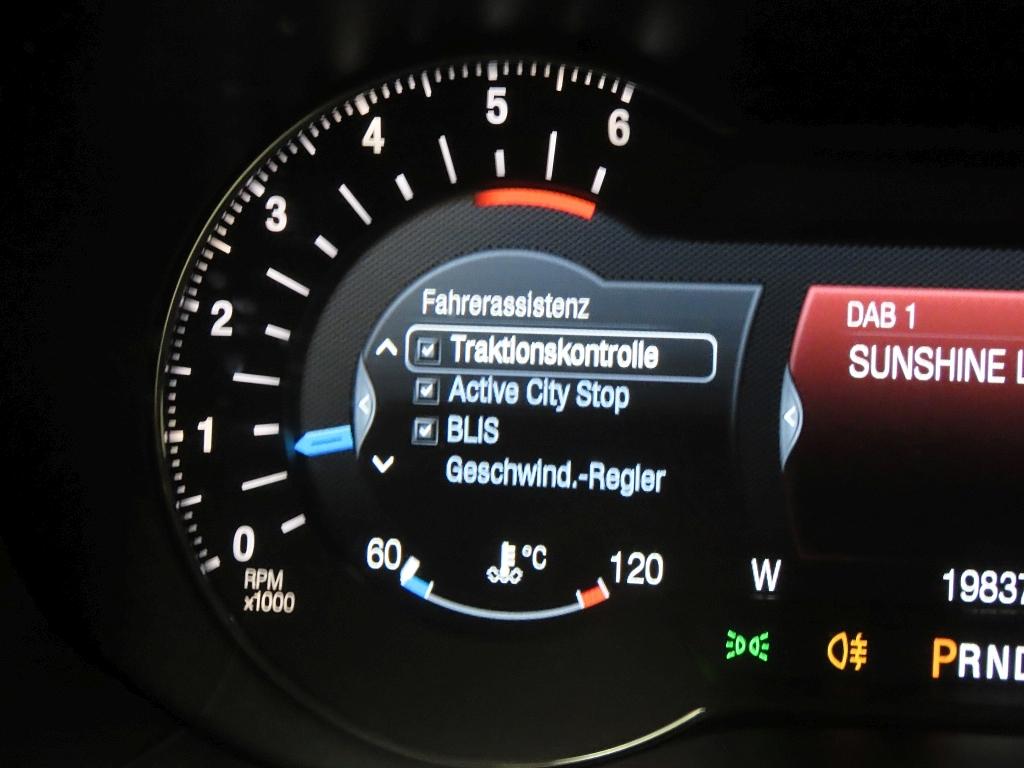 6
5
4
3
2
1
0
RPM
x1000
Fahrerassistenz
Traktionskontrolle
Active City Stop
BLIS
Geschwind.-Regler
60
°C
120
DAB 1
SUNSHINE
W
19837
PRND